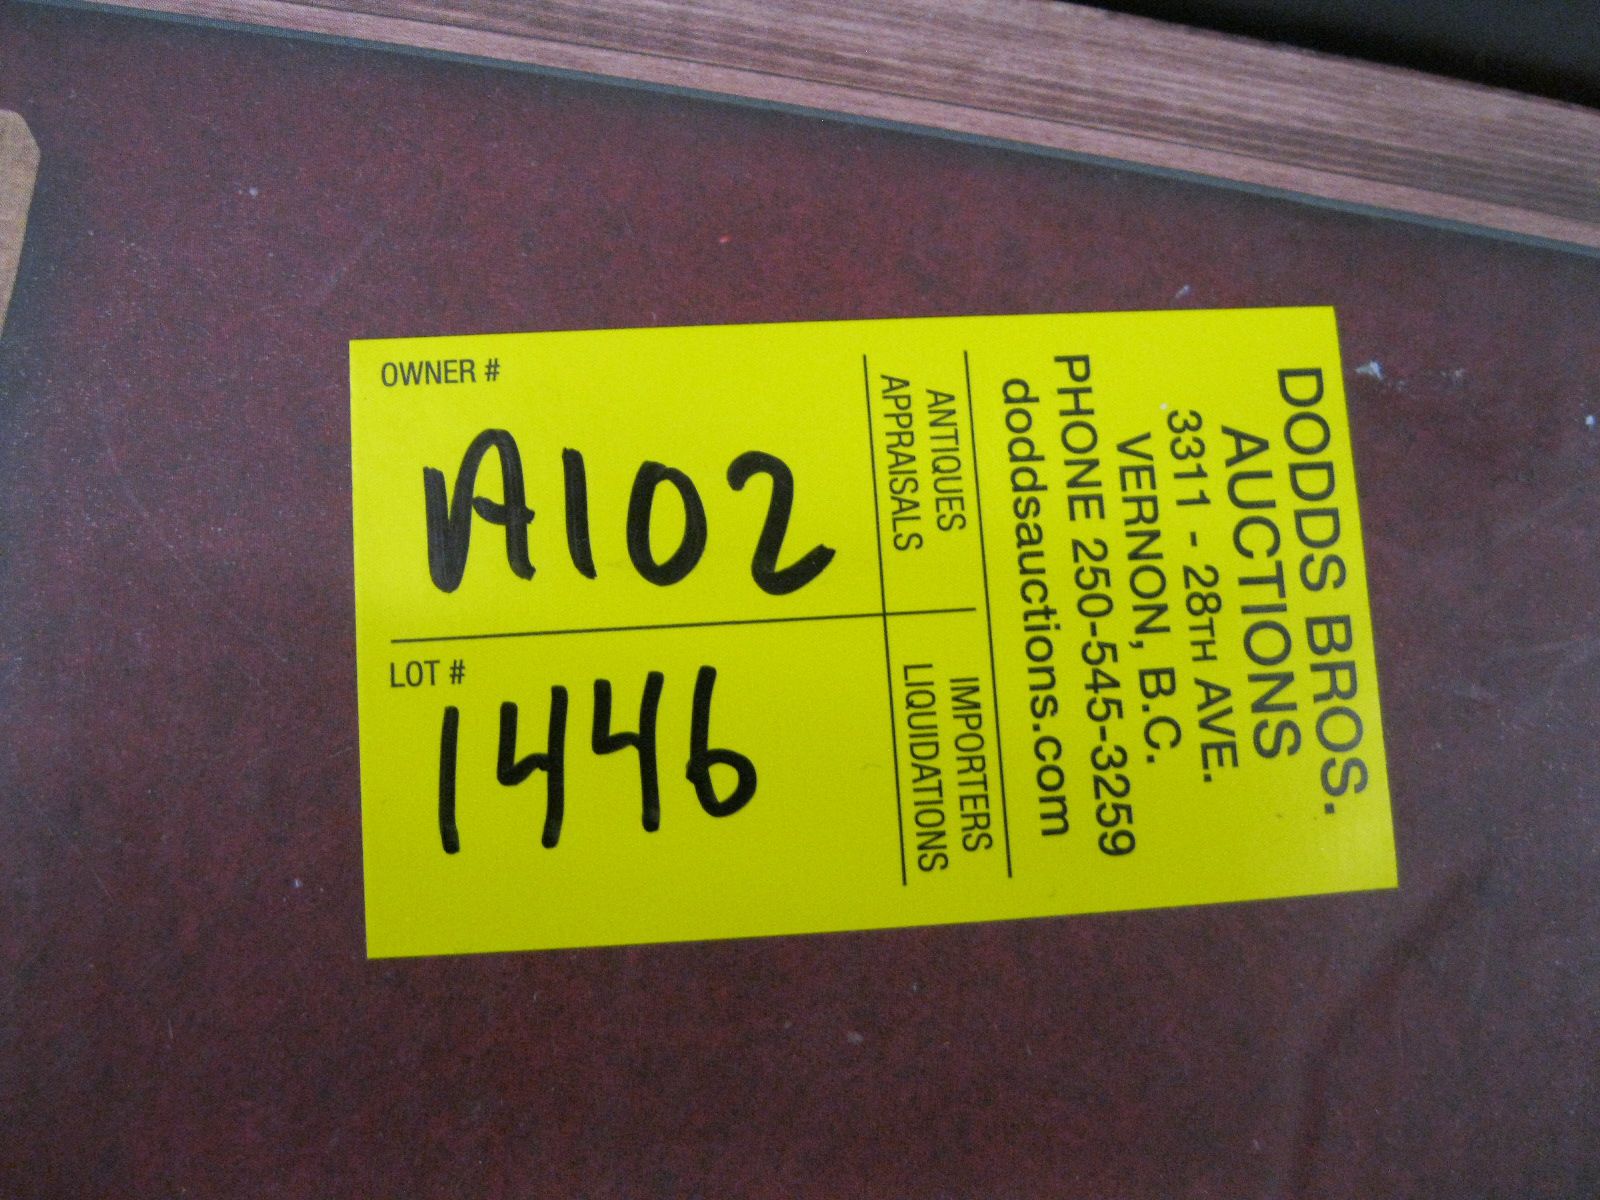 DODDS BROS.
AUCTIONS
3311 - 28TH AVE.
VERNON, B.C.
PHONE 250-545-3259
doddsauctions.com
ANTIQUES
APPRAISALS
IMPORTERS
LIQUIDATIONS
OWNER #
A102
LOT #
1446